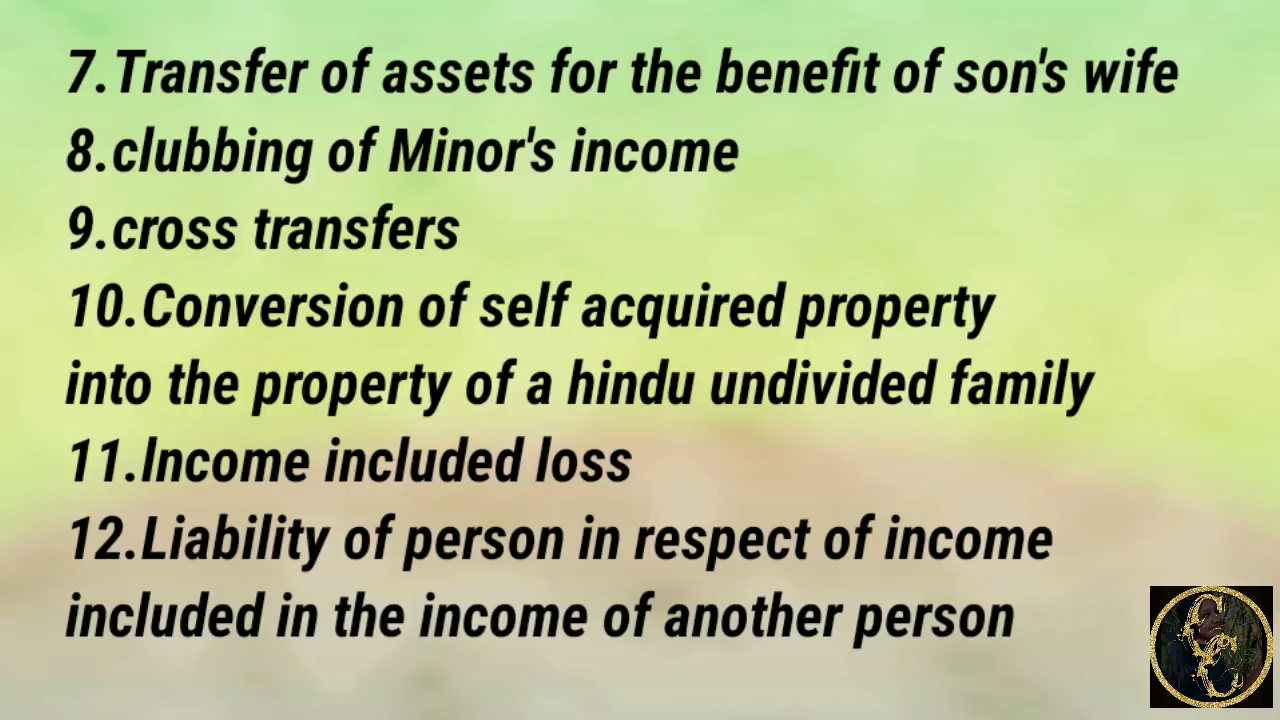 7.Transfer of assets for the benefit of son's wife
8.clubbing of Minor's income
9.cross transfers
10.Conversion of self acquired property
into the property of a hindu undivided family
11.Income included loss
12.Liability of person in respect of income
included in the income of another person